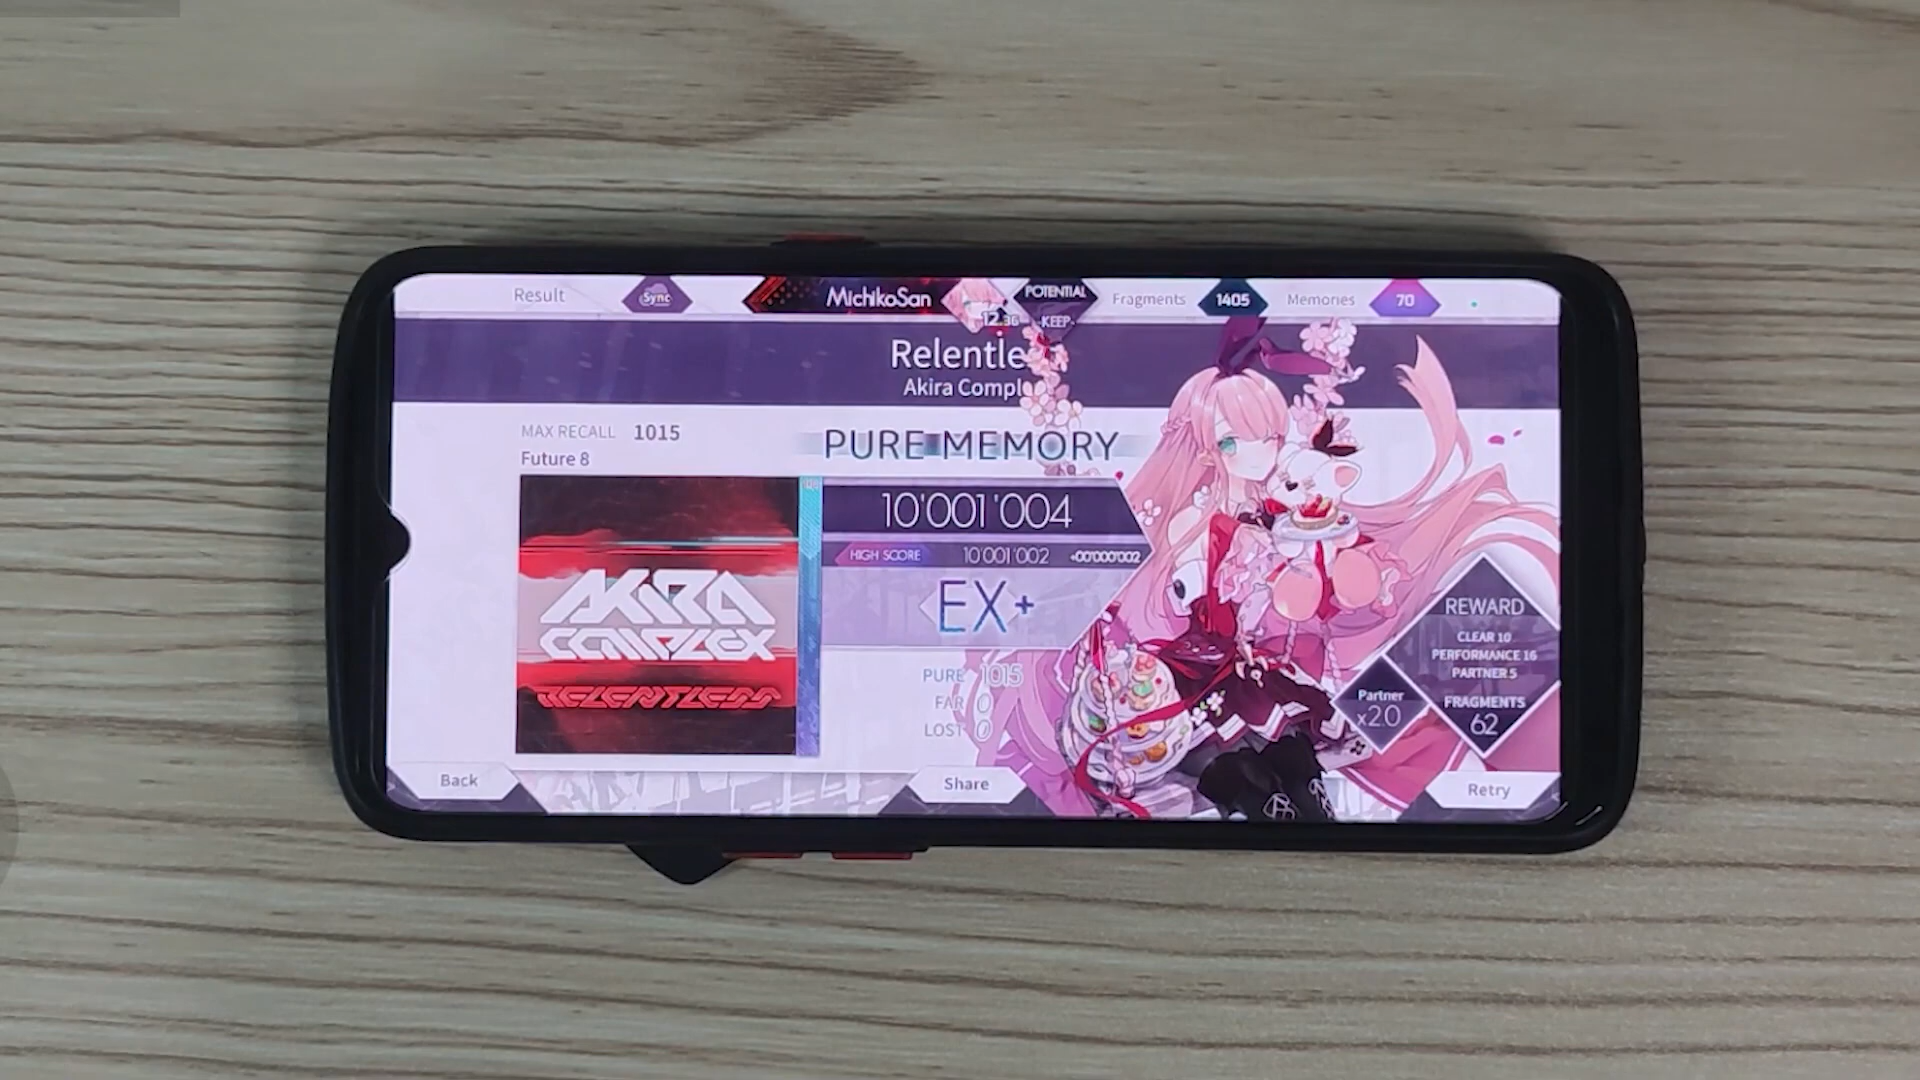 Result
Sync
MichikoSan
12.36
POTENTIAL
KEEP
Fragments
1405
Memories
70
Relentle
Akira Compl
MAX RECALL 1015
Future 8
PURE MEMORY
10'001'004
HIGH SCORE 10'001'002 +00'000'002
EX+
AKIRA
COMPLEX
RELENTLESS
PURE 1015
FAR 0
LOST 0
REWARD
CLEAR 10
PERFORMANCE 16
PARTNER 5
FRAGMENTS
62
Partner
x2.0
Back
Share
Retry